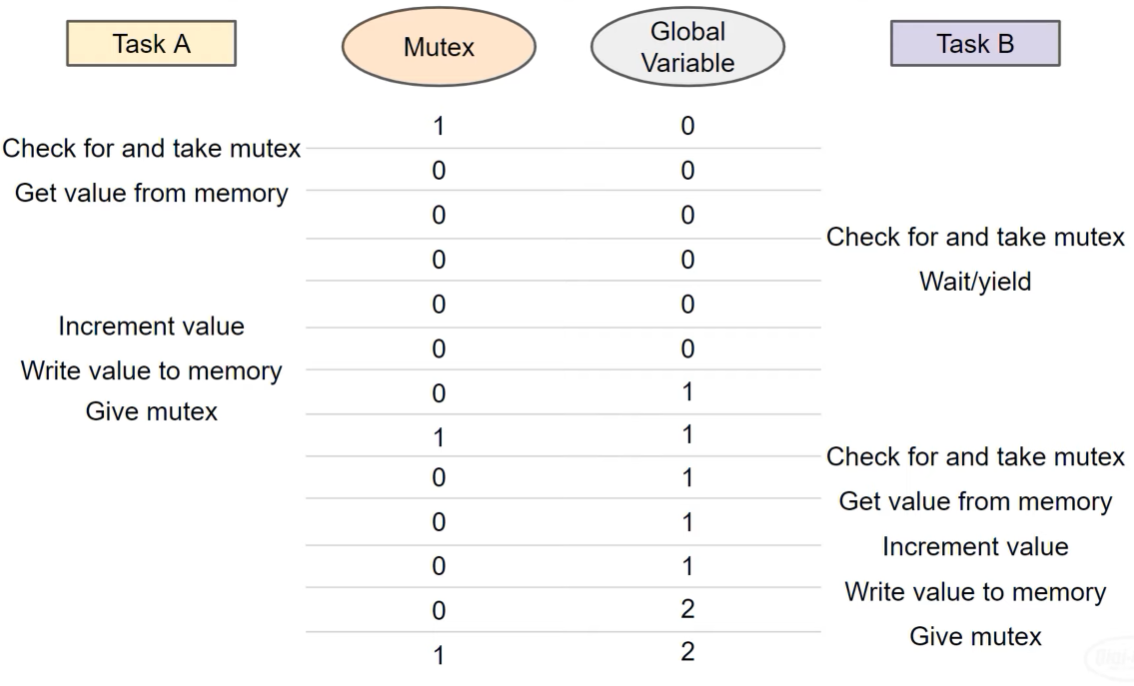 Task A
Mutex
Global
Variable
Task B
1 0
Check for and take mutex
0 0
Get value from memory
0 0
Check for and take mutex
0 0
Wait/yield
0 0
Increment value
0 0
Write value to memory
0 1
Give mutex
1 1
Check for and take mutex
0 1
Get value from memory
0 1
Increment value
0 1
Write value to memory
0 2
Give mutex
1 2